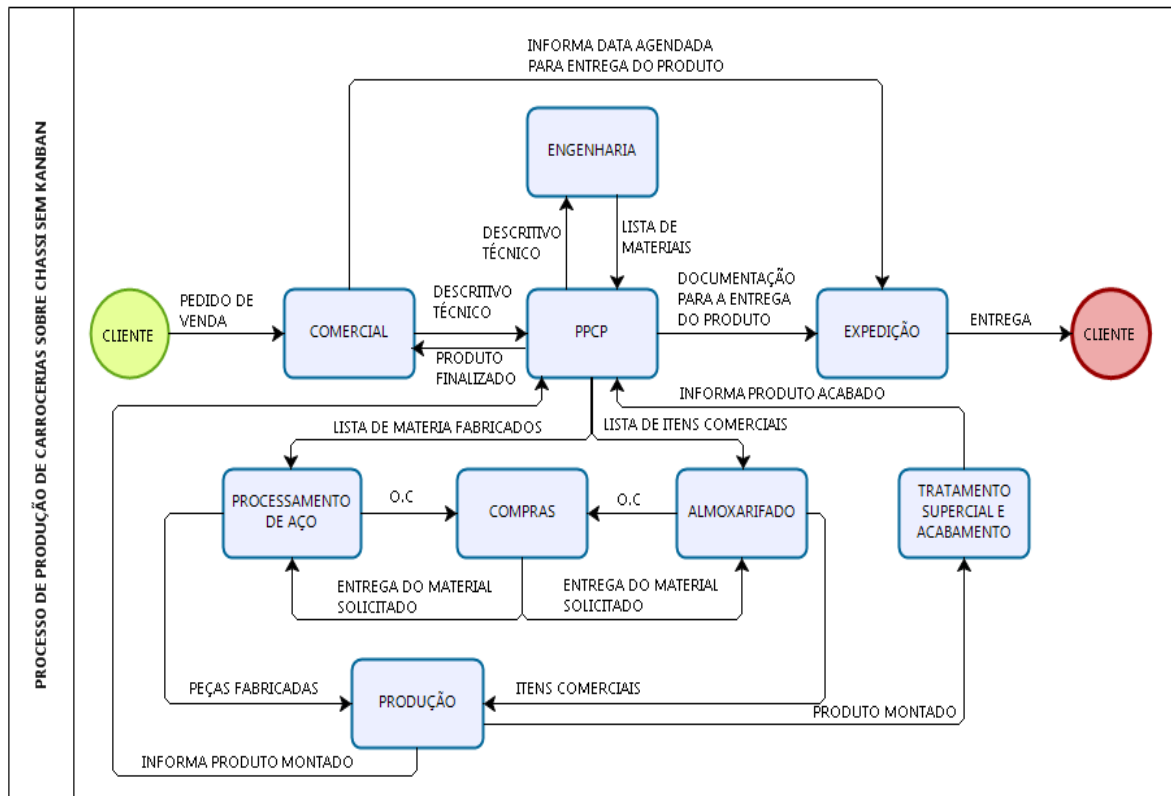 PROCESSO DE PRODUÇÃO DE CARROCERIAS SOBRE CHASSI SEM KANBAN
INFORMA DATA AGENDADA
PARA ENTREGA DO PRODUTO
ENGENHARIA
DESCRITIVO
TÉCNICO
LISTA DE
MATERIAIS
CLIENTE
PEDIDO DE
VENDA
COMERCIAL
DESCRITIVO
TÉCNICO
PRODUTO
FINALIZADO
PPCP
DOCUMENTAÇÃO
PARA A ENTREGA
DO PRODUTO
EXPEDIÇÃO
ENTREGA
CLIENTE
INFORMA PRODUTO ACABADO
LISTA DE MATERIA FABRICADOS
LISTA DE ITENS COMERCIAIS
PROCESSAMENTO
DE AÇO
O.C
COMPRAS
O.C
ALMOXARIFADO
TRATAMENTO
SUPERCIAL E
ACABAMENTO
ENTREGA DO MATERIAL
SOLICITADO
ENTREGA DO MATERIAL
SOLICITADO
PEÇAS FABRICADAS
PRODUÇÃO
ITENS COMERCIAIS
PRODUTO MONTADO
INFORMA PRODUTO MONTADO